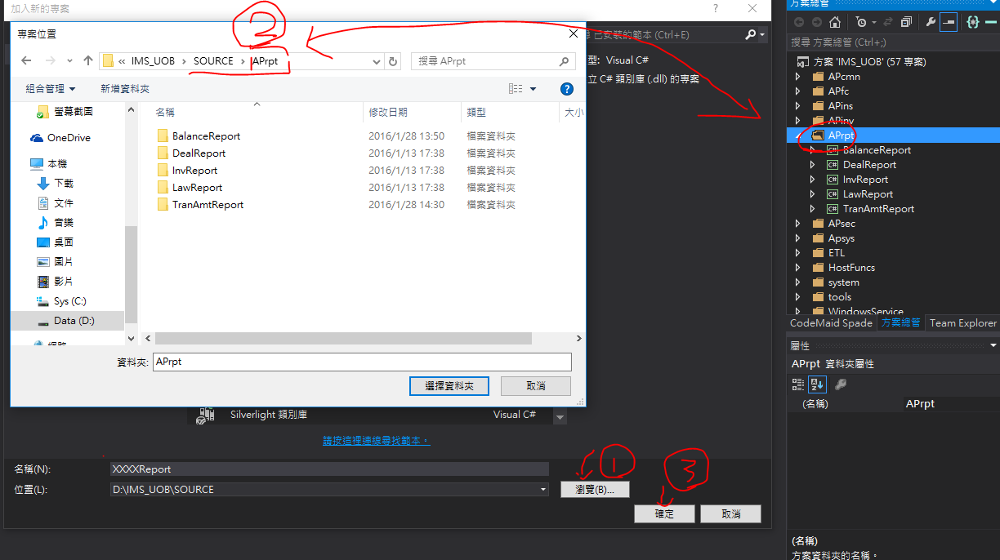 加入新的專案
?
專案位置
« IMS_UOB › SOURCE › APrpt
搜尋 APrpt
組合管理
新增資料夾
?
螢幕截圖
OneDrive
本機
下載
文件
音樂
桌面
圖片
影片
Sys (C:)
Data (D:)
名稱
修改日期
類型
大小
BalanceReport 2016/1/28 13:50 檔案資料夾
DealReport 2016/1/13 17:38 檔案資料夾
InvReport 2016/1/13 17:38 檔案資料夾
LawReport 2016/1/13 17:38 檔案資料夾
TranAmtReport 2016/1/28 14:30 檔案資料夾
資料夾: APrpt
選擇資料夾
取消
2
已安裝的範本 (Ctrl+E)
型: Visual C#
立 C# 類別庫 (.dll) 的專案
Silverlight 類別庫 Visual C#
請按這裡連線尋找範本。
名稱(N): XXXXReport
位置(L): D:\IMS_UOB\SOURCE
瀏覽(B)...
1
3
確定
取消
方案總管
搜尋 方案總管 (Ctrl+;)
方案 'IMS_UOB' (57 專案)
APcmn
APfc
APins
APinv
APrpt
C# BalanceReport
C# DealReport
C# InvReport
C# LawReport
C# TranAmtReport
APsec
Apsys
ETL
HostFuncs
system
tools
WindowsService
CodeMaid Spade
方案總管
Team Explorer
屬性
APrpt 資料夾屬性
(名稱) APrpt
(名稱)
方案資料夾的名稱。